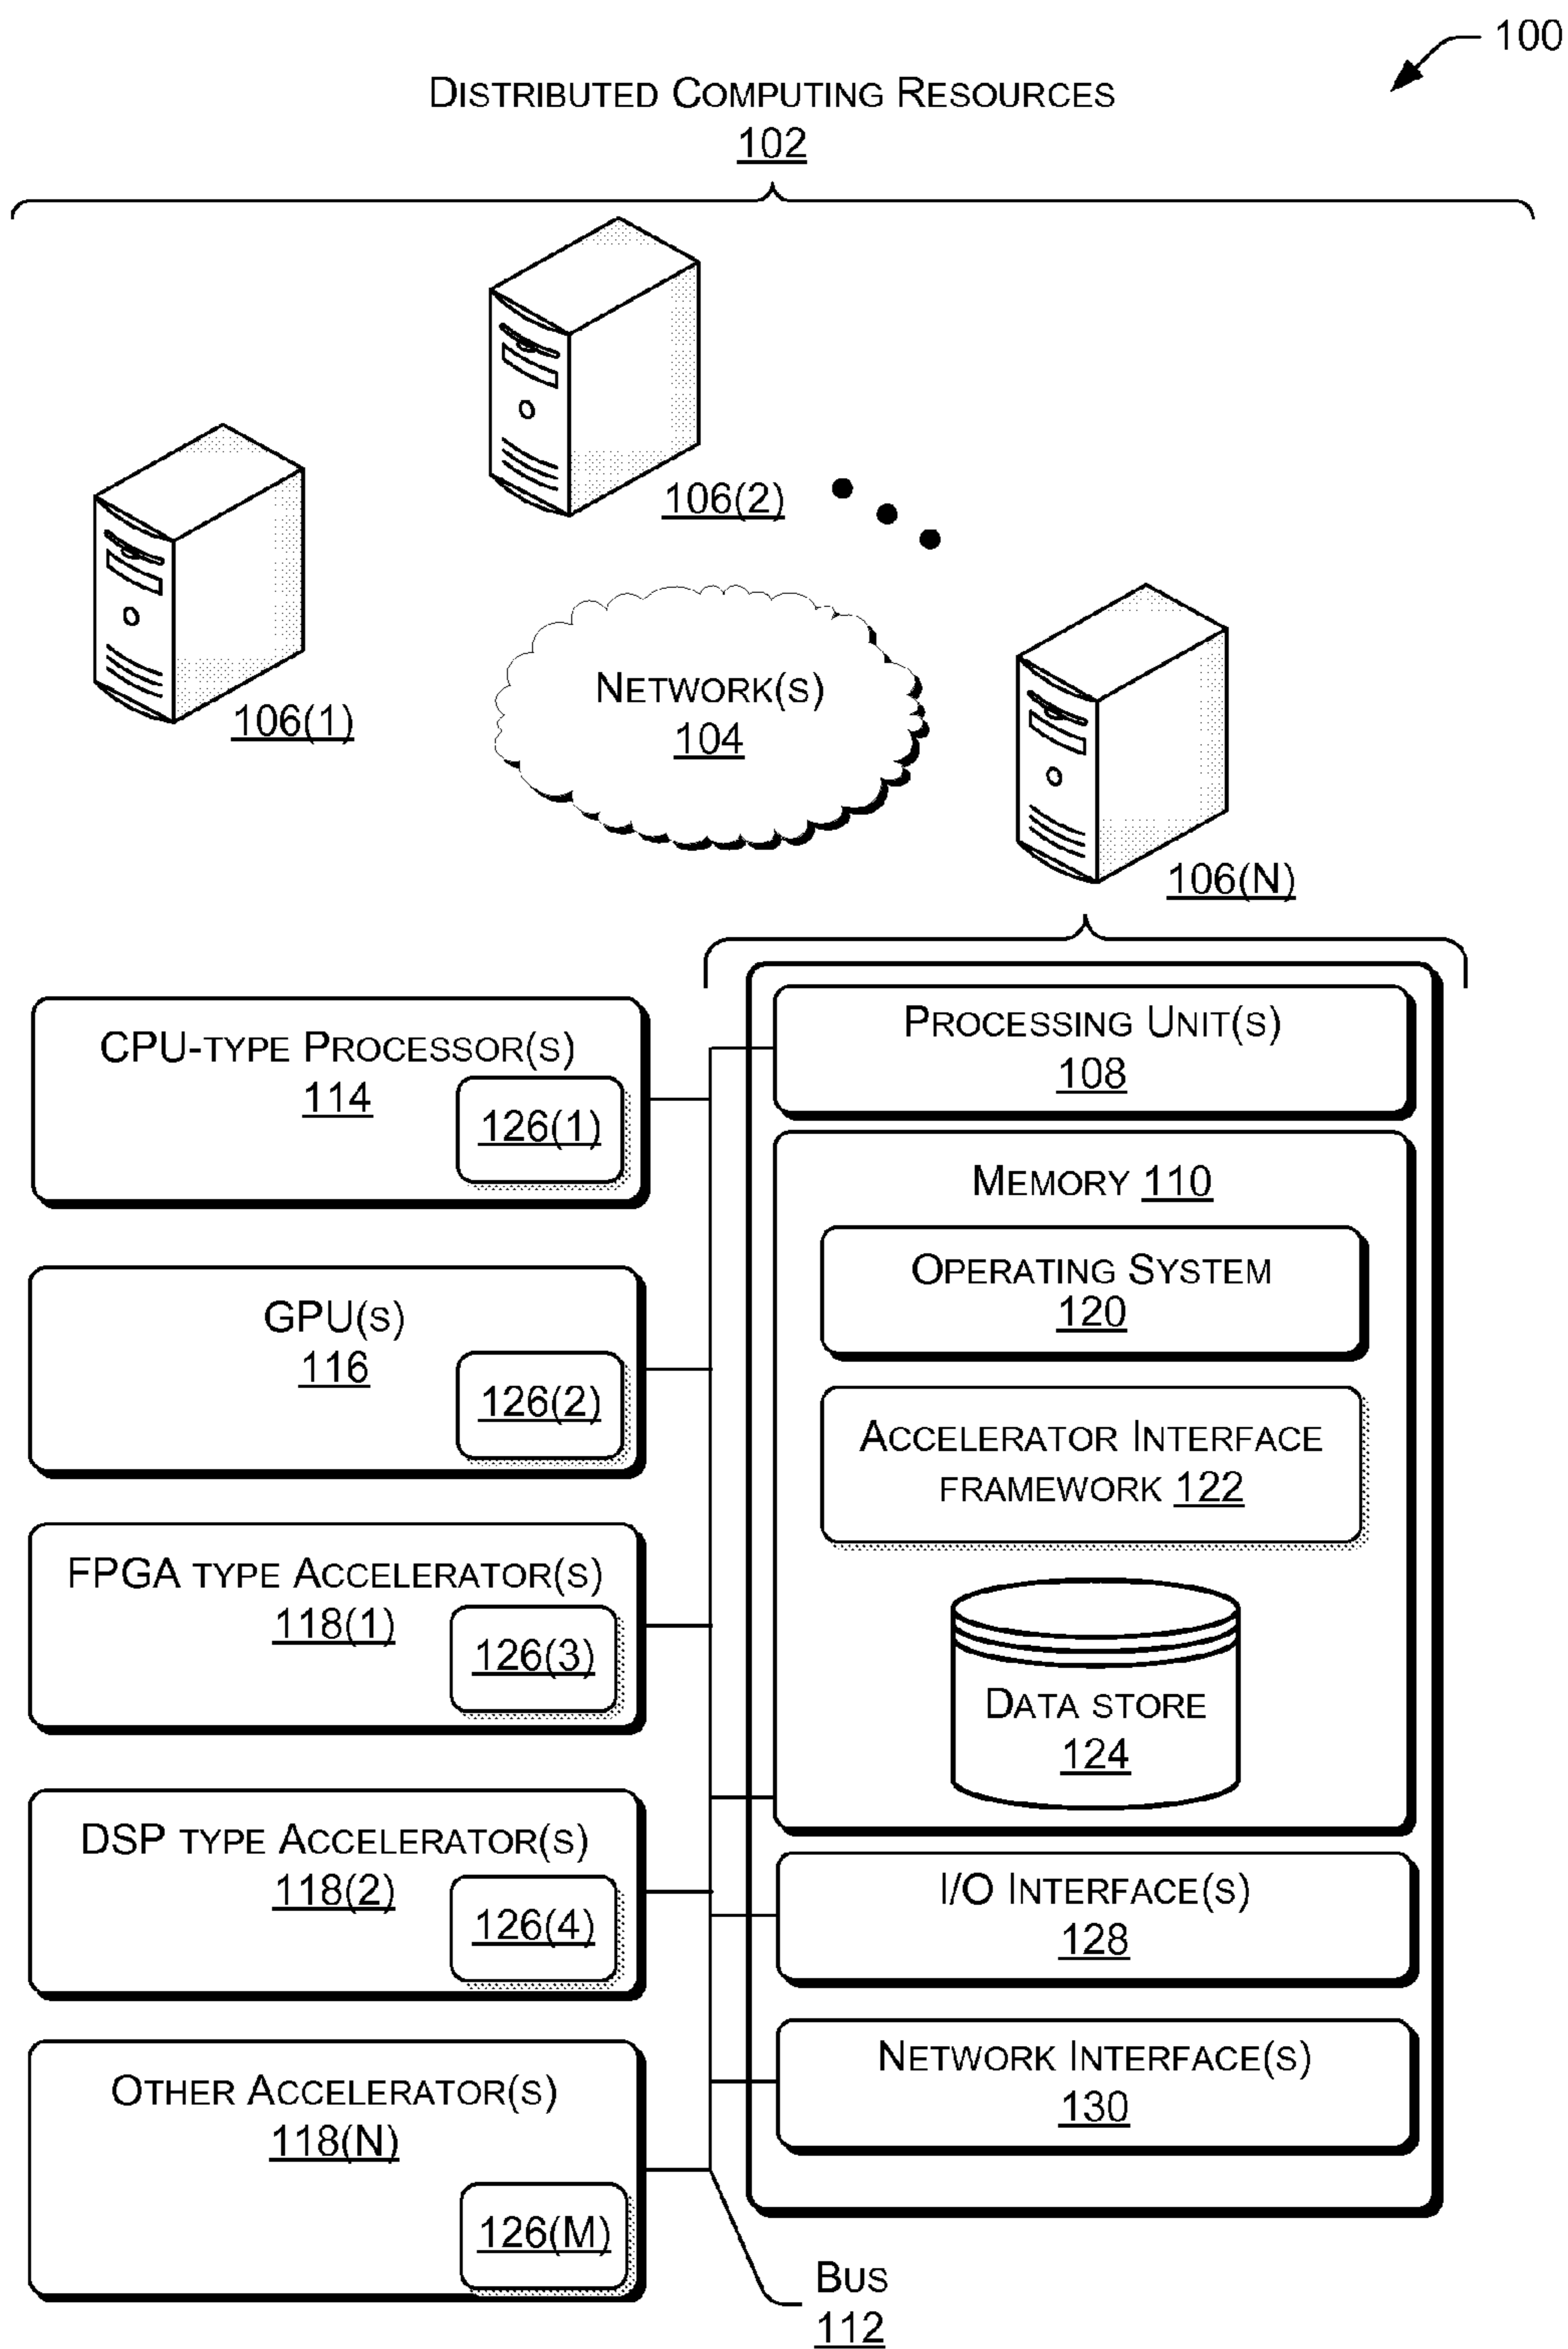 100
DISTRIBUTED COMPUTING RESOURCES
102
106(2)
106(1)
NETWORK(S)
104
106(N)
CPU-TYPE PROCESSOR(S)
114
126(1)
GPU(S)
116
126(2)
FPGA TYPE ACCELERATOR(S)
118(1)
126(3)
DSP TYPE ACCELERATOR(S)
118(2)
126(4)
OTHER ACCELERATOR(S)
118(N)
126(M)
PROCESSING UNIT(S)
108
MEMORY 110
OPERATING SYSTEM
120
ACCELERATOR INTERFACE
FRAMEWORK 122
DATA STORE
124
I/O INTERFACE(S)
128
NETWORK INTERFACE(S)
130
BUS
112